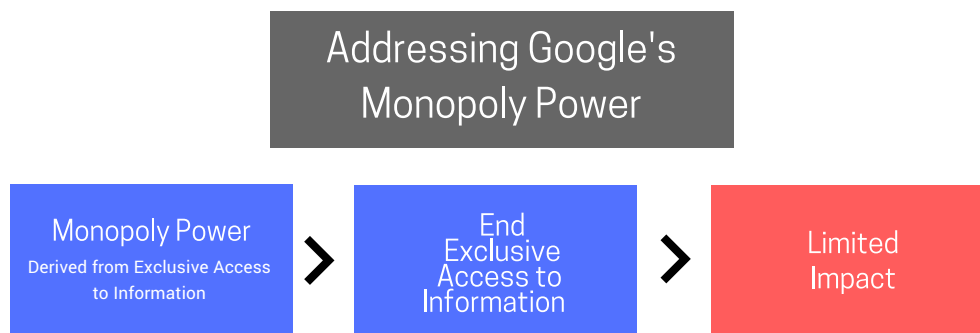 Addressing Google's
Monopoly Power
Monopoly Power
Derived from Exclusive Access
to Information
End
Exclusive
Access to
Information
Limited
Impact